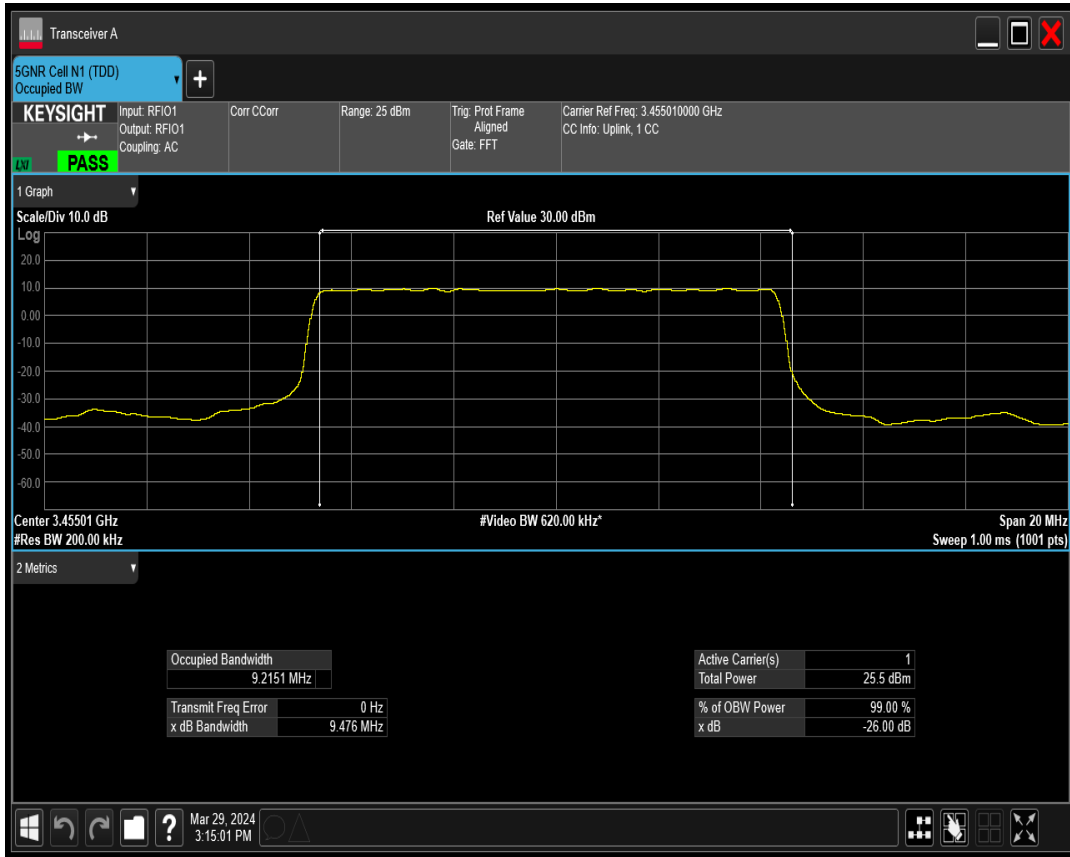 Transceiver A
5GNR Cell N1 (TDD)
Occupied BW
+
KEYSIGHT
LXI
PASS
Input: RFIO1
Output: RFIO1
Coupling: AC
Corr CCorr
Range: 25 dBm
Trig: Prot Frame
Aligned
Gate: FFT
Carrier Ref Freq: 3.455010000 GHz
CC Info: Uplink, 1 CC
1 Graph
Scale/Div 10.0 dB
Ref Value 30.00 dBm
Log
20.0
10.0
0.00
-10.0
-20.0
-30.0
-40.0
-50.0
-60.0
Center 3.45501 GHz
#Video BW 620.00 kHz*
Span 20 MHz
#Res BW 200.00 kHz
Sweep 1.00 ms (1001 pts)
2 Metrics
Occupied Bandwidth
9.2151 MHz
Transmit Freq Error 0 Hz
x dB Bandwidth 9.476 MHz
Active Carrier(s) 1
Total Power 25.5 dBm
% of OBW Power 99.00 %
x dB -26.00 dB
?
Mar 29, 2024
3:15:01 PM